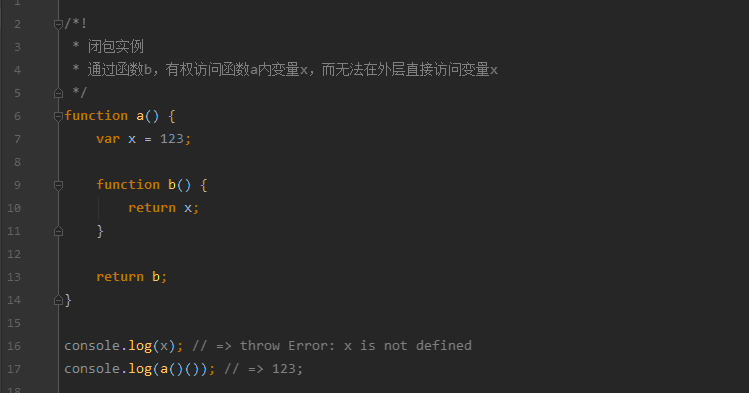 1
2 /*!
3  * 闭包实例
4  * 通过函数b，有权访问函数a内变量x，而无法在外层直接访问变量x
5  */
6 function a() {
7     var x = 123;
8
9     function b() {
10         return x;
11     }
12
13     return b;
14 }
15
16 console.log(x); // => throw Error: x is not defined
17 console.log(a()()); // => 123;
18